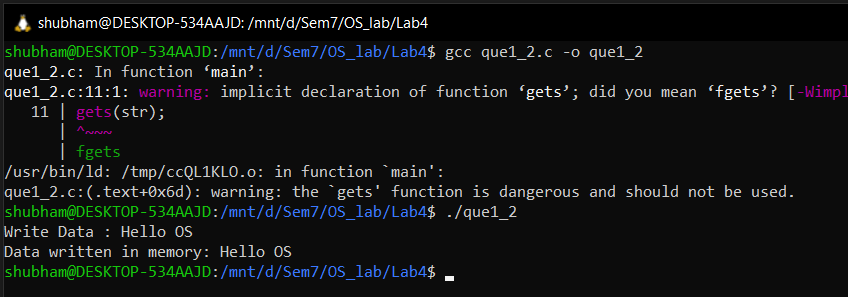 shubham@DESKTOP-534AAJD: /mnt/d/Sem7/OS_lab/Lab4
shubham@DESKTOP-534AAJD:/mnt/d/Sem7/OS_lab/Lab4$ gcc que1_2.c -o que1_2
que1_2.c: In function ‘main’:
que1_2.c:11:1: warning: implicit declaration of function ‘gets’; did you mean ‘fgets’? [-Wimpl
   11 | gets(str);
      | ^~~~
      | fgets
/usr/bin/ld: /tmp/ccQL1KLO.o: in function `main':
que1_2.c:(.text+0x6d): warning: the `gets' function is dangerous and should not be used.
shubham@DESKTOP-534AAJD:/mnt/d/Sem7/OS_lab/Lab4$ ./que1_2
Write Data : Hello OS
Data written in memory: Hello OS
shubham@DESKTOP-534AAJD:/mnt/d/Sem7/OS_lab/Lab4$